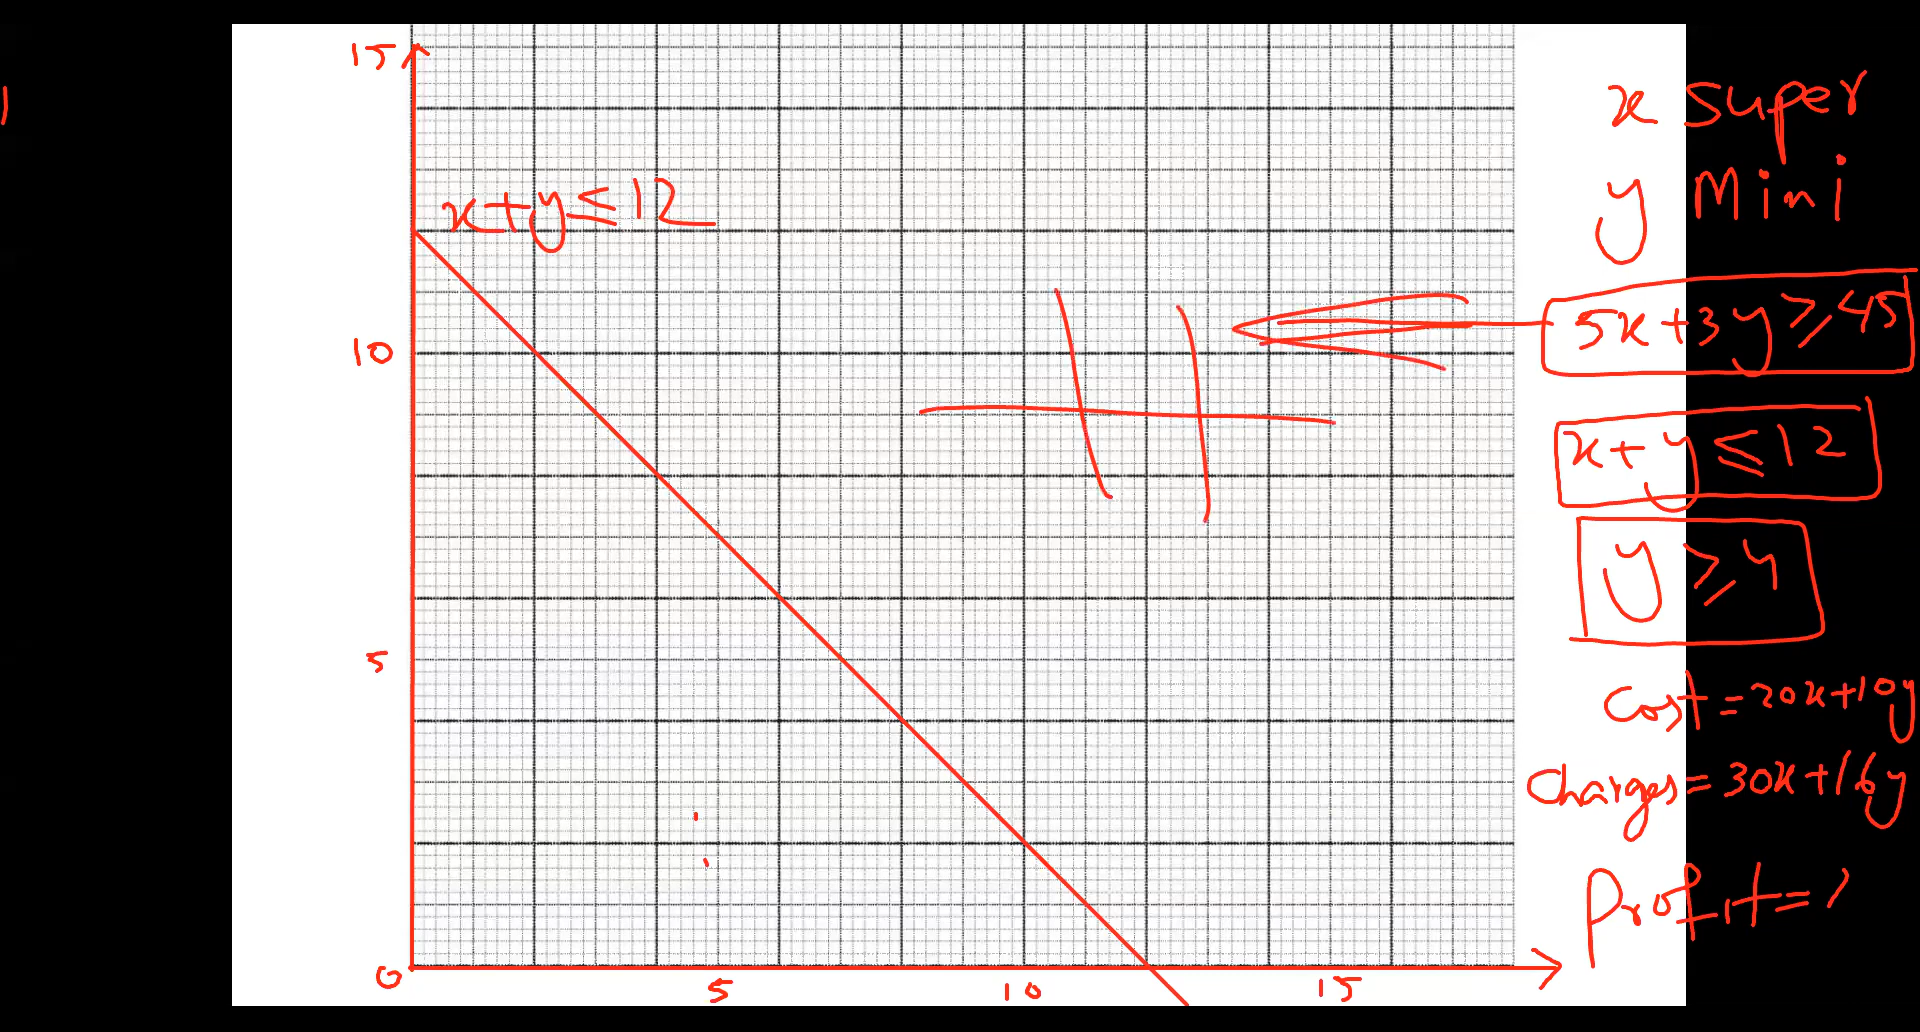 15
x+y≤12
10
5
0
5
10
15
x super
y Mini
5x+3y≥45
x+y≤12
y≥4
Cost=20x+10y
Charges=30x+16y
Profit=